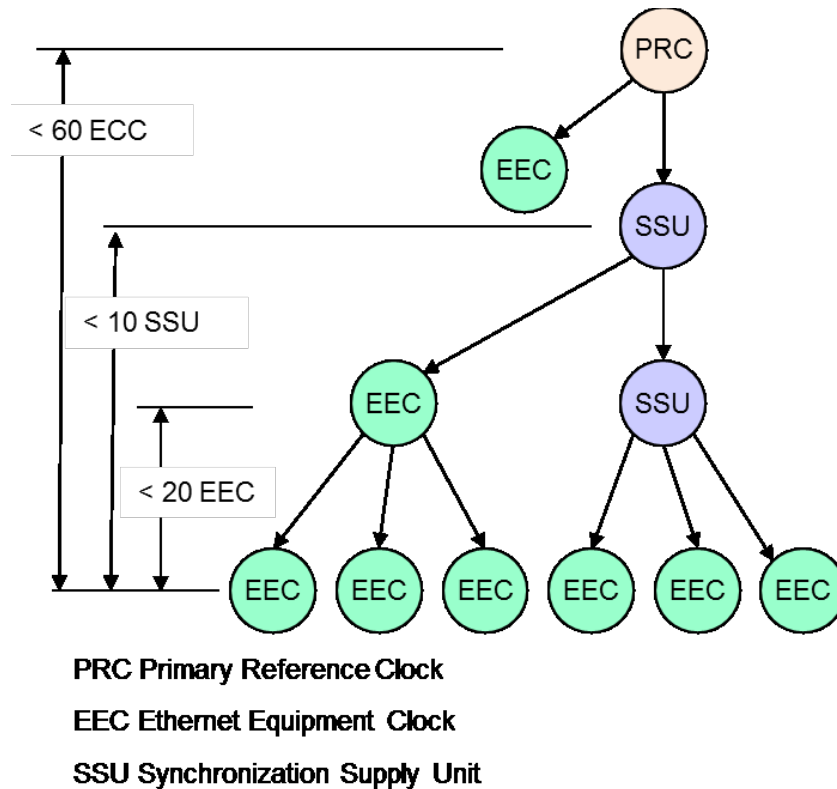 PRC
< 60 ECC
EEC
SSU
< 10 SSU
EEC
SSU
< 20 EEC
EEC
EEC
EEC
EEC
EEC
EEC
PRC Primary Reference Clock
EEC Ethernet Equipment Clock
SSU Synchronization Supply Unit